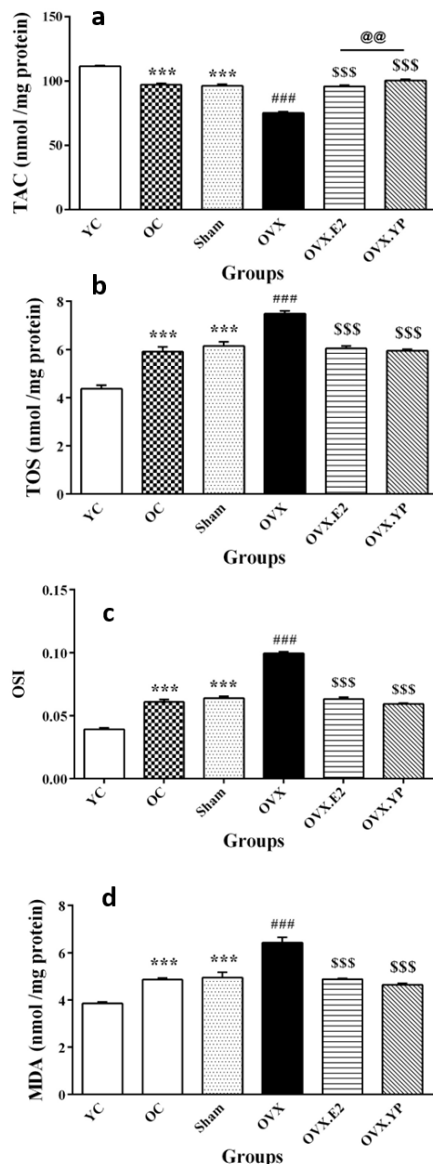 a
TAC (nmol /mg protein)
150
100
50
0
***
***
###
$$$
@@
$$$
YC
OC
Sham
OVX
OVX.E2
OVX.YP
Groups
b
TOS (nmol /mg protein)
8
6
4
2
0
***
***
###
$$$
$$$
YC
OC
Sham
OVX
OVX.E2
OVX.YP
Groups
c
OSI
0.15
0.10
0.05
0.00
***
***
###
$$$
$$$
YC
OC
Sham
OVX
OVX.E2
OVX.YP
Groups
d
MDA (nmol /mg protein)
8
6
4
2
0
***
***
###
$$$
$$$
YC
OC
Sham
OVX
OVX.E2
OVX.YP
Groups